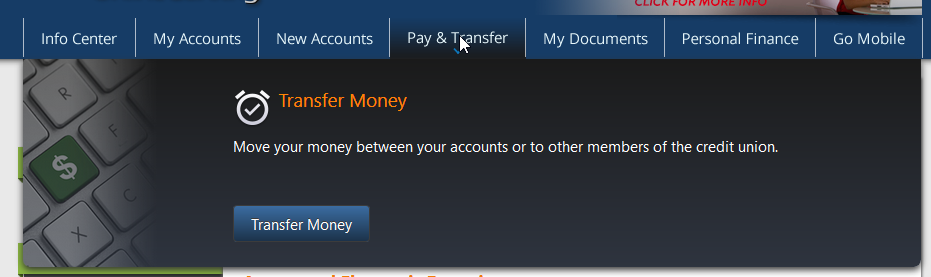 CLICK FOR MORE INFO
Info Center
My Accounts
New Accounts
Pay & Transfer
My Documents
Personal Finance
Go Mobile
R
F
$
C
X
Transfer Money
Move your money between your accounts or to other members of the credit union.
Transfer Money